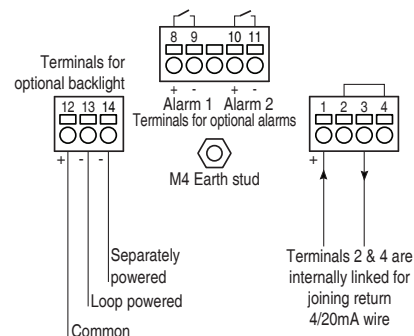 8 9 10 11
+ - + -
Alarm 1 Alarm 2
Terminals for optional alarms
M4 Earth stud
Terminals for
optional backlight
12 13 14
+ - -
Separately
powered
Loop powered
Common
1 2 3 4
+
Terminals 2 & 4 are
internally linked for
joining return
4/20mA wire